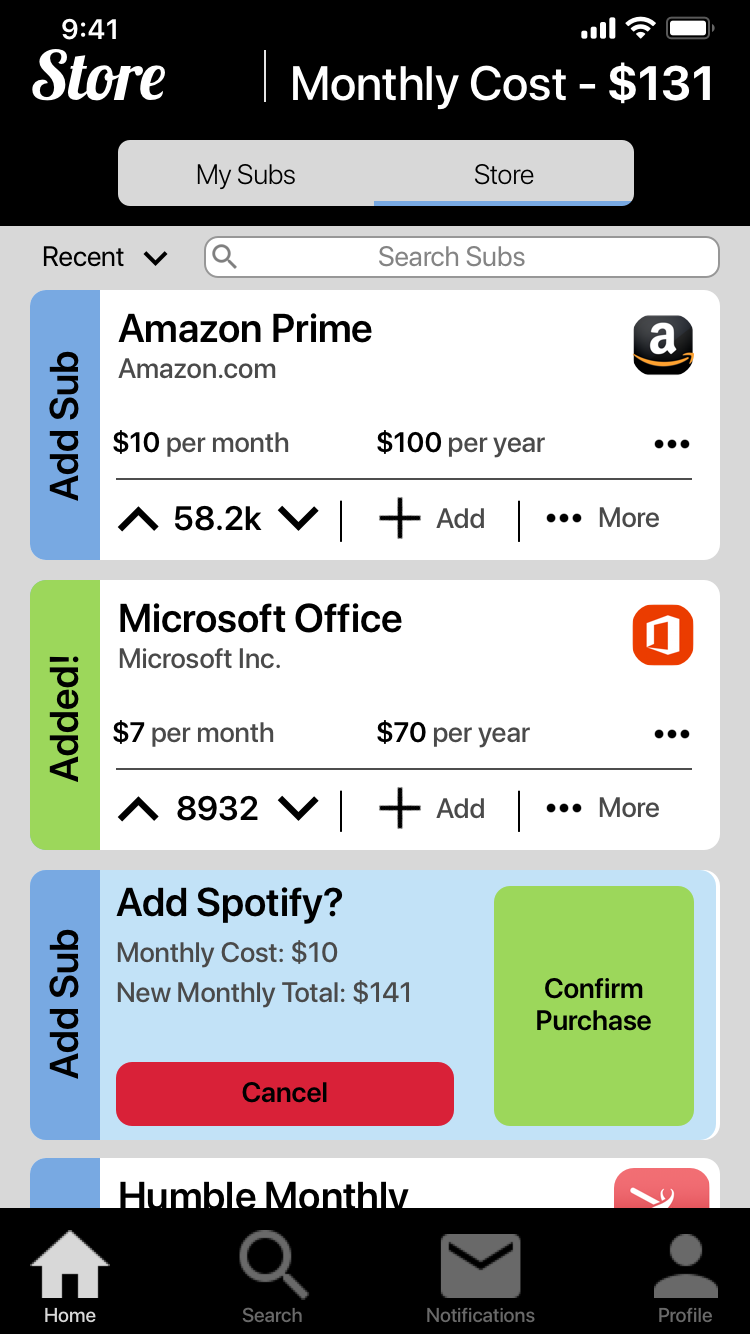 9:41
Store
Monthly Cost - $131
My Subs
Store
Recent
Search Subs
Add Sub
Amazon Prime
Amazon.com
a
$10 per month
$100 per year
58.2k
Add
More
Added!
Microsoft Office
Microsoft Inc.
$7 per month
$70 per year
8932
Add
More
Add Sub
Add Spotify?
Monthly Cost: $10
New Monthly Total: $141
Cancel
Confirm
Purchase
Humble Monthly
Home
Search
Notifications
Profile